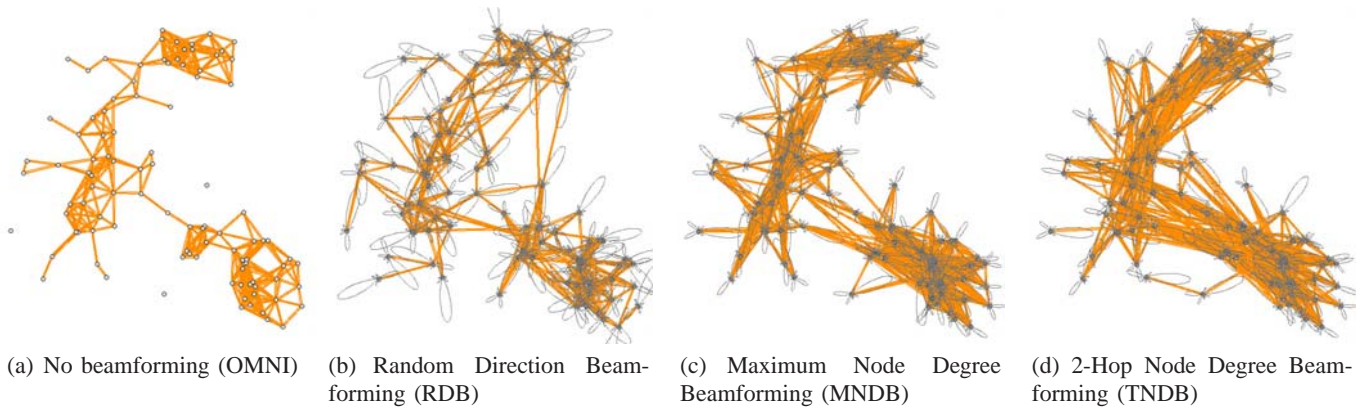 (a) No beamforming (OMNI)
(b) Random Direction Beam-
forming (RDB)
(c) Maximum Node Degree
Beamforming (MNDB)
(d) 2-Hop Node Degree Beam-
forming (TNDB)